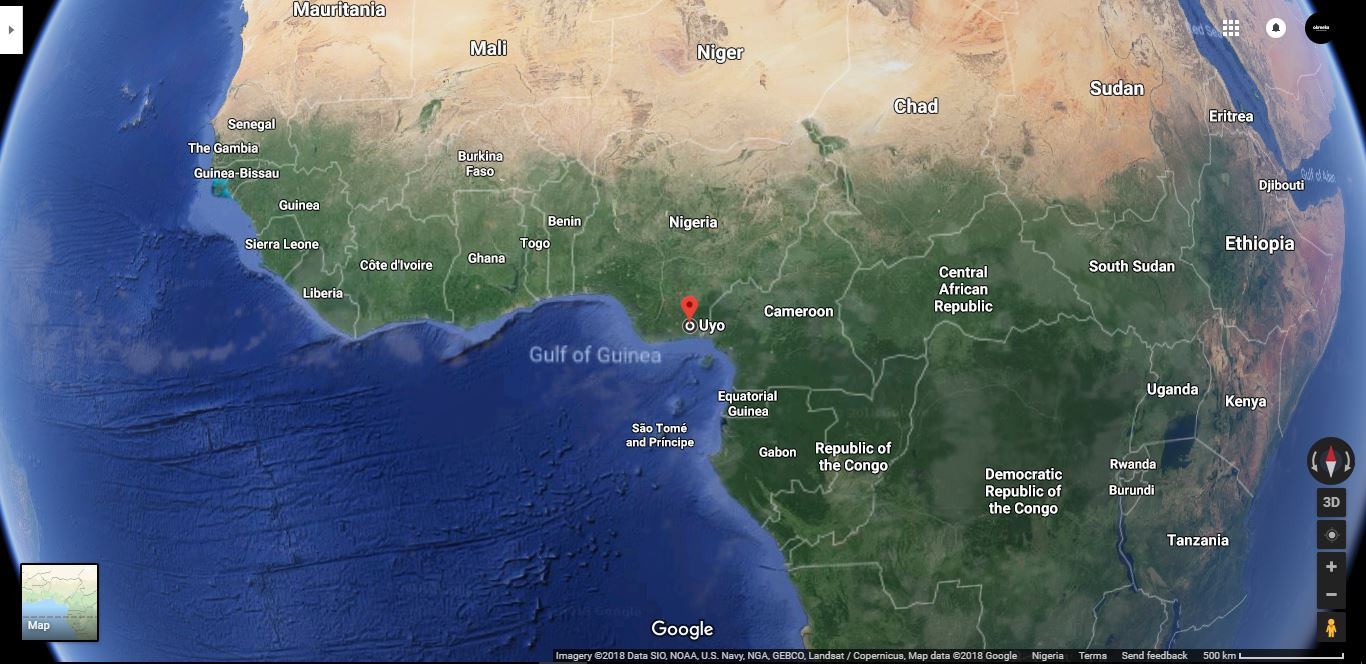 Mauritania
Mali
Niger
Sudan
Chad
Eritrea
Senegal
The Gambia
Guinea-Bissau
Burkina
Faso
Djibouti
Guinea
Benin
Nigeria
Sierra Leone
Togo
Ethiopia
Côte d'Ivoire
Ghana
South Sudan
Central
African
Republic
Liberia
Cameroon
Uyo
Gulf of Guinea
Equatorial
Guinea
Uganda
Kenya
São Tomé
and Príncipe
Gabon
Republic of
the Congo
Rwanda
Democratic
Republic of
the Congo
Burundi
Tanzania
3D
Map
Google
Imagery ©2018 Data SIO, NOAA, U.S. Navy, NGA, GEBCO, Landsat / Copernicus, Map data ©2018 Google Nigeria Terms Send feedback 500 km